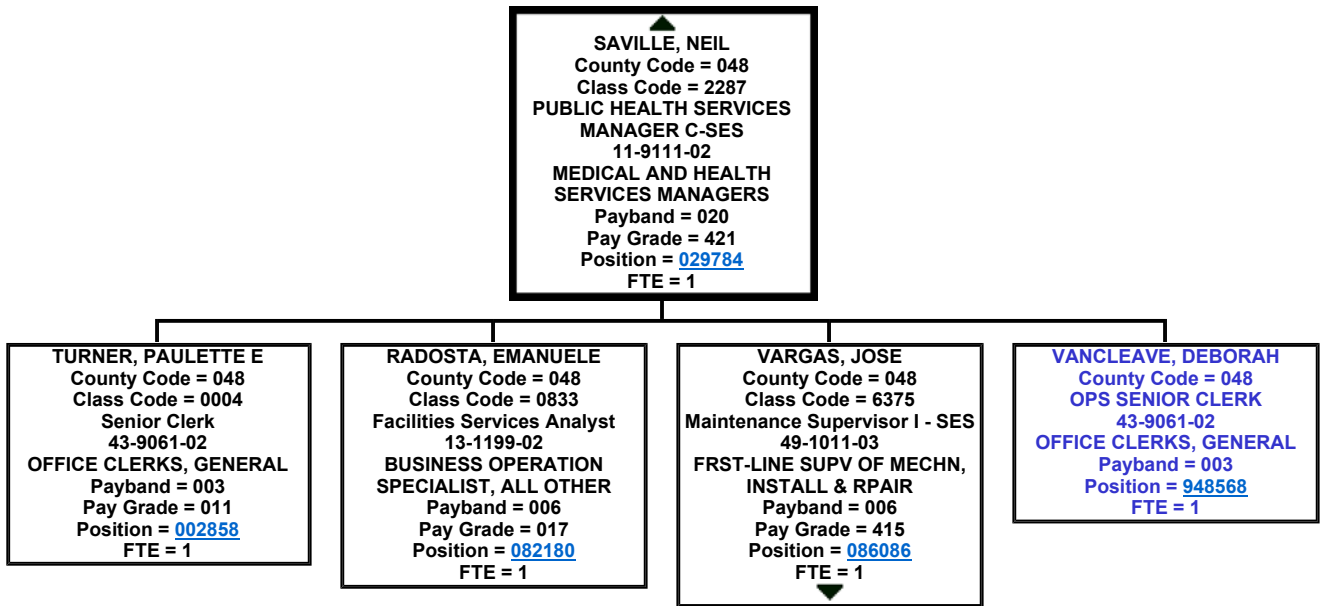 SAVILLE, NEIL
County Code = 048
Class Code = 2287
PUBLIC HEALTH SERVICES
MANAGER C-SES
11-9111-02
MEDICAL AND HEALTH
SERVICES MANAGERS
Payband = 020
Pay Grade = 421
Position = 029784
FTE = 1
TURNER, PAULETTE E
County Code = 048
Class Code = 0004
Senior Clerk
43-9061-02
OFFICE CLERKS, GENERAL
Payband = 003
Pay Grade = 011
Position = 002858
FTE = 1
RADOSTA, EMANUELE
County Code = 048
Class Code = 0833
Facilities Services Analyst
13-1199-02
BUSINESS OPERATION
SPECIALIST, ALL OTHER
Payband = 006
Pay Grade = 017
Position = 082180
FTE = 1
VARGAS, JOSE
County Code = 048
Class Code = 6375
Maintenance Supervisor I - SES
49-1011-03
FRST-LINE SUPV OF MECHN,
INSTALL & RPAIR
Payband = 006
Pay Grade = 415
Position = 086086
FTE = 1
VANCLEAVE, DEBORAH
County Code = 048
OPS SENIOR CLERK
43-9061-02
OFFICE CLERKS, GENERAL
Payband = 003
Position = 948568
FTE = 1